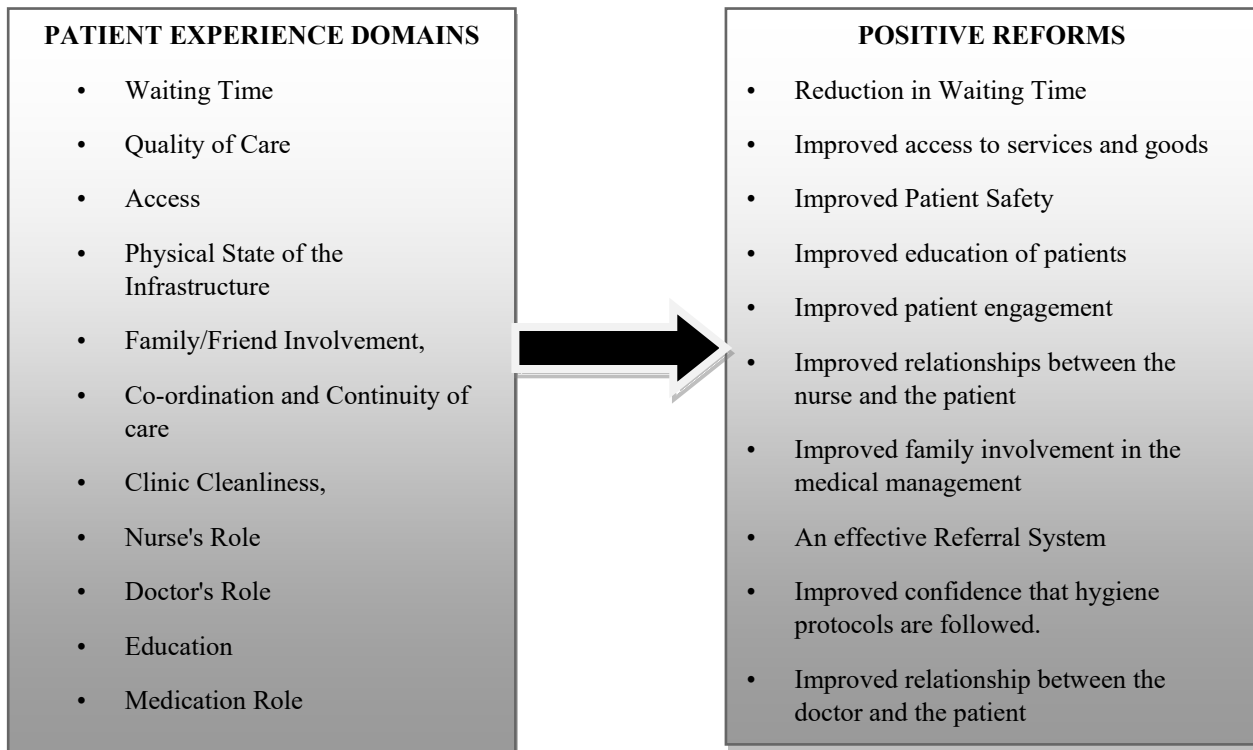 PATIENT EXPERIENCE DOMAINS
• Waiting Time
• Quality of Care
• Access
• Physical State of the
Infrastructure
• Family/Friend Involvement,
• Co-ordination and Continuity of
care
• Clinic Cleanliness,
• Nurse's Role
• Doctor's Role
• Education
• Medication Role
POSITIVE REFORMS
• Reduction in Waiting Time
• Improved access to services and goods
• Improved Patient Safety
• Improved education of patients
• Improved patient engagement
• Improved relationships between the
nurse and the patient
• Improved family involvement in the
medical management
• An effective Referral System
• Improved confidence that hygiene
protocols are followed.
• Improved relationship between the
doctor and the patient